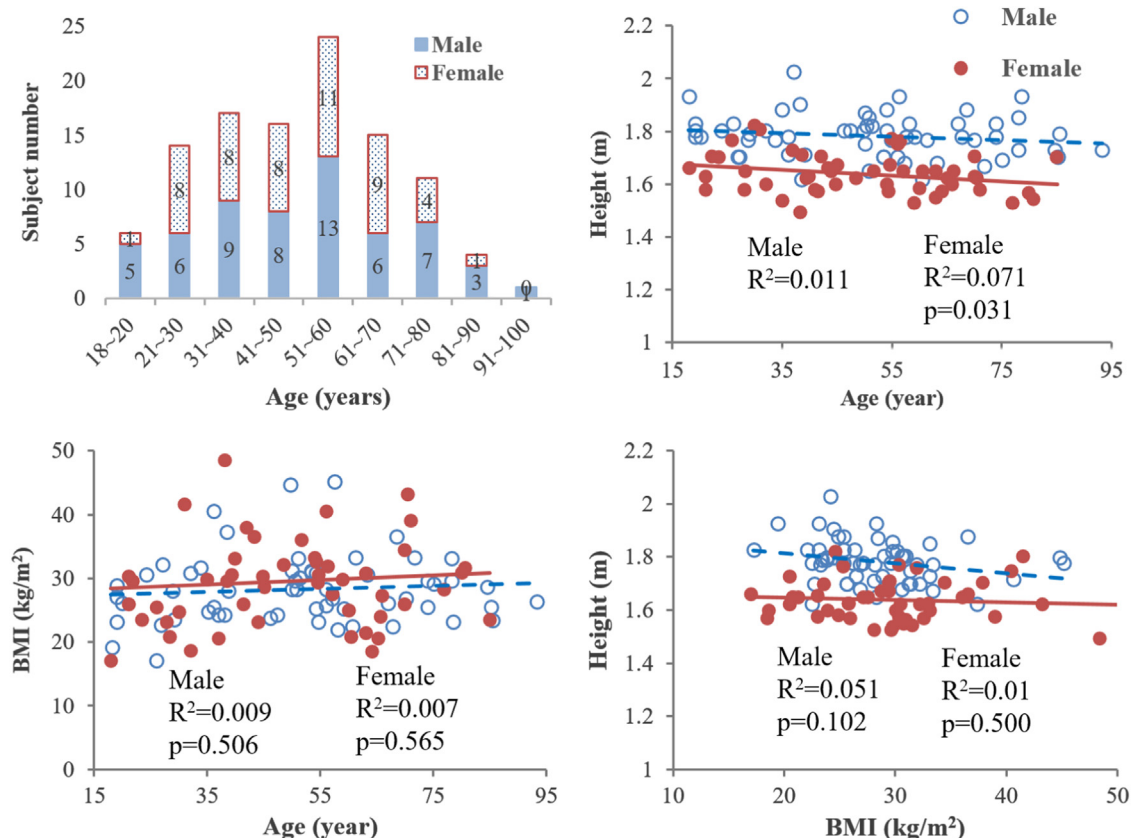 25
20
15
10
5
0
Subject number
Male
Female
1
5
8
6
8
9
8
8
11
13
9
6
4
7
1
3
0
1
18~20
21~30
31~40
41~50
51~60
61~70
71~80
81~90
91~100
Age (years)
2.2
2
1.8
1.6
1.4
1.2
1
Height (m)
Male
Female
Male
R²=0.011
Female
R²=0.071
p=0.031
15 35 55 75 95
Age (year)
50
40
30
20
10
0
BMI (kg/m²)
Male
R²=0.009
p=0.506
Female
R²=0.007
p=0.565
15 35 55 75 95
Age (year)
2.2
2
1.8
1.6
1.4
1.2
1
Height (m)
Male
R²=0.051
p=0.102
Female
R²=0.01
p=0.500
10 20 30 40 50
BMI (kg/m²)